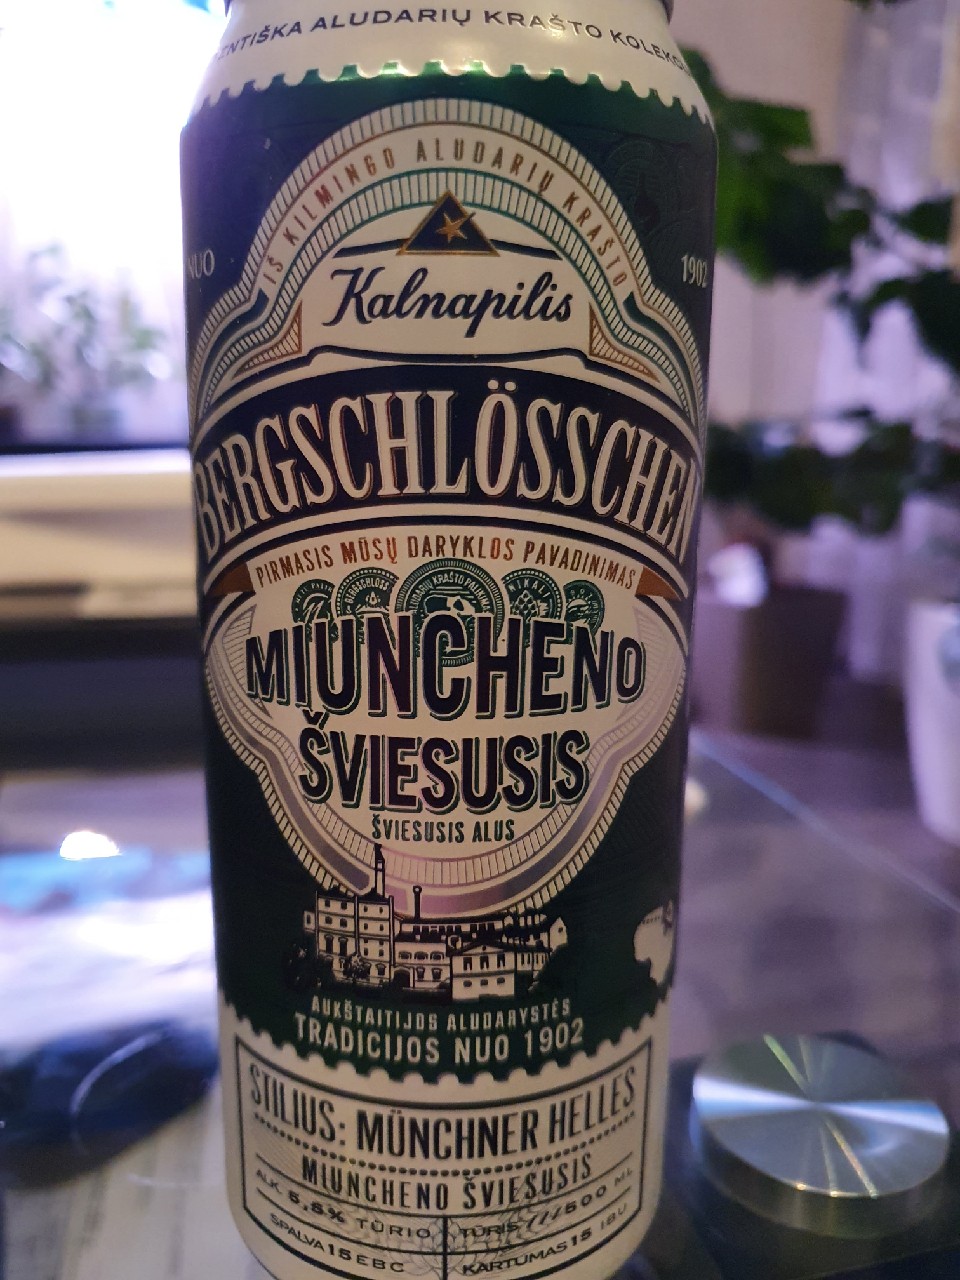 ALUDARIŲ KRAŠTO
IŠ KILMINGO ALUDARIŲ KRAŠTO
NUO 1902
Kalnapilis
BERGSCHLÖSSCHEN
PIRMASIS MŪSŲ DARYKLOS PAVADINIMAS
MIUNCHENO
ŠVIESUSIS
ŠVIESUSIS ALUS
AUKŠTAITIJOS ALUDARYSTĖS
TRADICIJOS NUO 1902
STILIUS: MÜNCHNER HELLES
MIUNCHENO ŠVIESUSIS
ALK. 5,8% TŪRIO TŪRIS///500 ML
SPALVA 15 EBC KARTUMAS 15 IBU